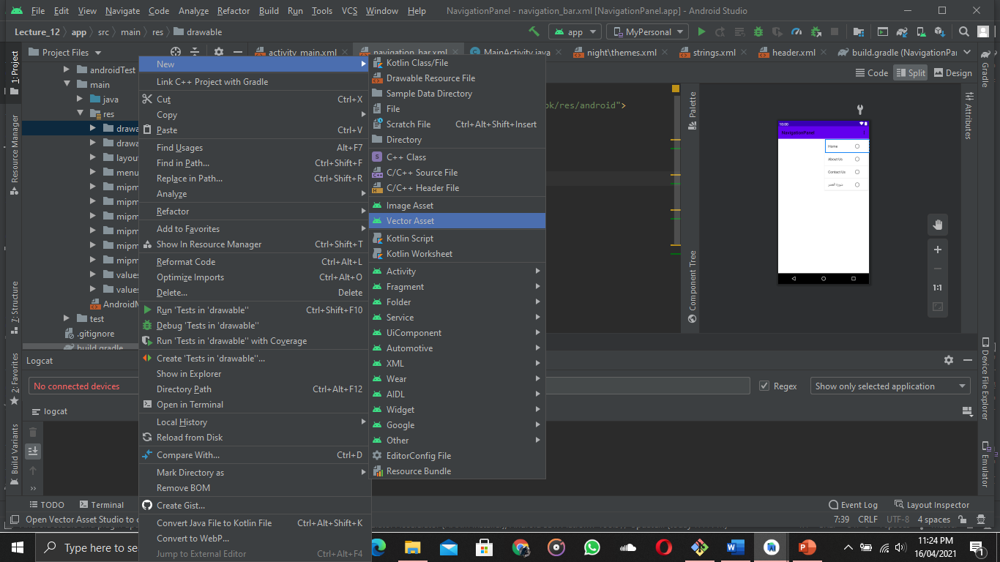 File Edit View Navigate Code Analyze Refactor Build Run Tools VCS Window Help NavigationPanel - navigation_bar.xml [NavigationPanel.app] - Android Studio
Lecture_12 app src main res drawable app MyPersonal
Project Files activity_main.xml navigation_bar.xml MainActivity.java night\themes.xml strings.xml header.xml build.gradle (NavigationPa
Code Split Design
1: Project
Resource Manager
7: Structure
2: Favorites
Build Variants
androidTest
main
java
res
drawa
drawa
layou
menu
mipm
mipm
mipm
mipm
mipm
mipm
values
values
AndroidM
test
.gitignore
build.gradle
New
Link C++ Project with Gradle
Cut Ctrl+X
Copy
Paste Ctrl+V
Find Usages Alt+F7
Find in Path... Ctrl+Shift+F
Replace in Path... Ctrl+Shift+R
Analyze
Refactor
Add to Favorites
Show In Resource Manager Ctrl+Shift+T
Reformat Code Ctrl+Alt+L
Optimize Imports Ctrl+Alt+O
Delete... Delete
Run 'Tests in 'drawable'' Ctrl+Shift+F10
Debug 'Tests in 'drawable''
Run 'Tests in 'drawable'' with Coverage
Create 'Tests in 'drawable''...
Show in Explorer
Directory Path Ctrl+Alt+F12
Open in Terminal
Local History
Reload from Disk
Compare With... Ctrl+D
Mark Directory as
Remove BOM
Create Gist...
Convert Java File to Kotlin File Ctrl+Alt+Shift+K
Convert to WebP...
Jump to External Editor Ctrl+Alt+F4
Kotlin Class/File
Drawable Resource File
Sample Data Directory
File
Scratch File Ctrl+Alt+Shift+Insert
Directory
C++ Class
C/C++ Source File
C/C++ Header File
Image Asset
Vector Asset
Kotlin Script
Kotlin Worksheet
Activity
Fragment
Folder
Service
UiComponent
Automotive
XML
Wear
AIDL
Widget
Google
Other
EditorConfig File
Resource Bundle
ok/res/android">
Palette
Component Tree
10:00
NavigationPanel
Home
About Us
Contact Us
1:1
Gradle
Attributes
Device File Explorer
Emulator
Logcat
No connected devices
Regex Show only selected application
logcat
TODO Terminal Event Log Layout Inspector
Open Vector Asset Studio to c 7:39 CRLF UTF-8 4 spaces
Type here to se
11:24 PM
16/04/2021
1